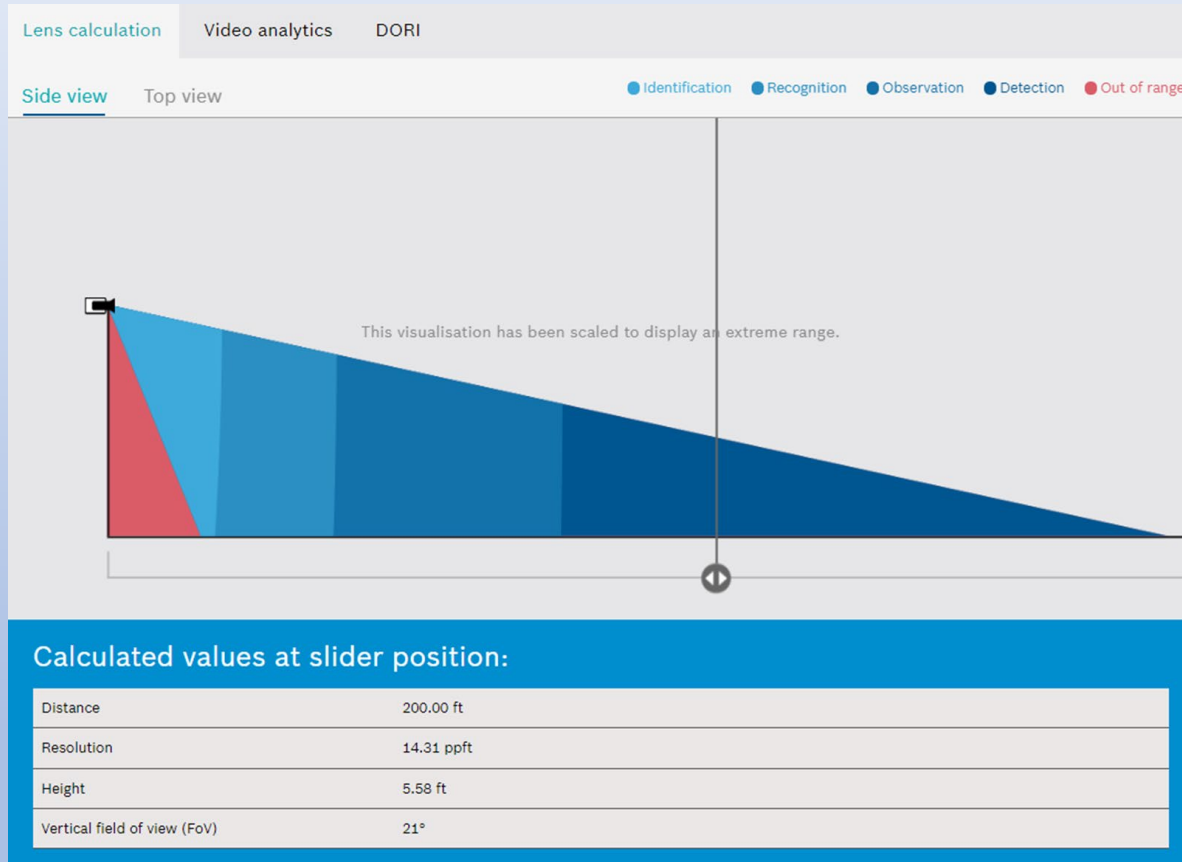 Lens calculation Video analytics DORI
Side view Top view Identification Recognition Observation Detection Out of range
This visualisation has been scaled to display an extreme range.
Calculated values at slider position:
Distance 200.00 ft
Resolution 14.31 ppft
Height 5.58 ft
Vertical field of view (FoV) 21°